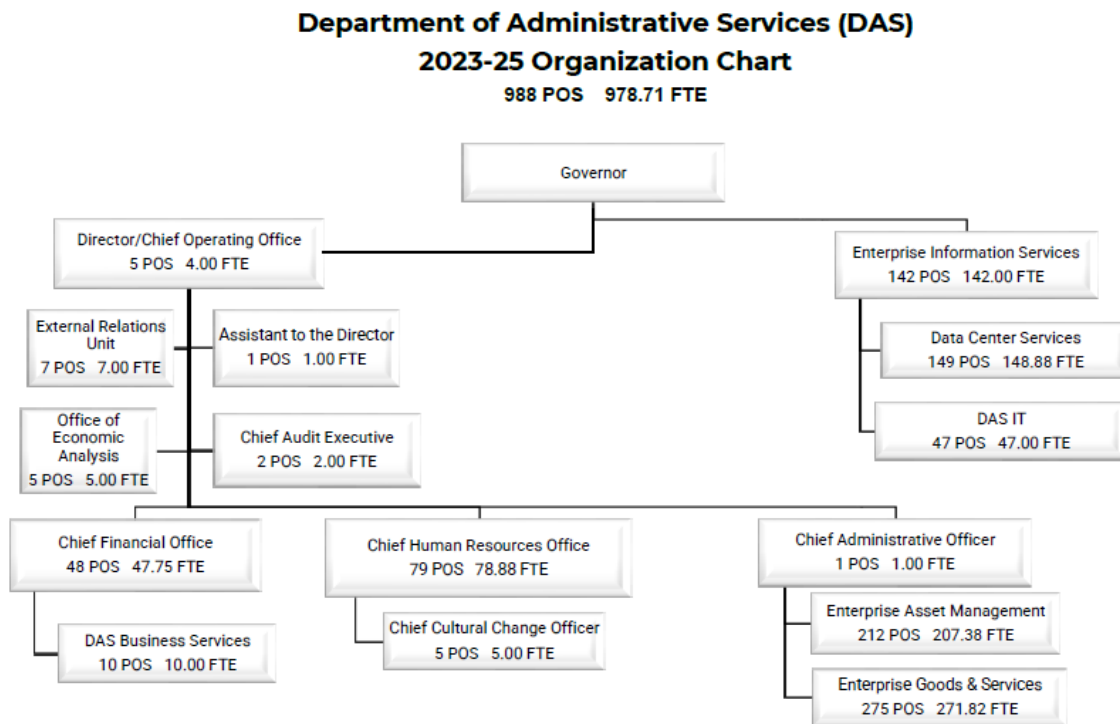 Department of Administrative Services (DAS)
2023-25 Organization Chart
988 POS 978.71 FTE
Governor
Director/Chief Operating Office
5 POS 4.00 FTE
Enterprise Information Services
142 POS 142.00 FTE
External Relations
Unit
7 POS 7.00 FTE
Assistant to the Director
1 POS 1.00 FTE
Data Center Services
149 POS 148.88 FTE
Office of
Economic
Analysis
5 POS 5.00 FTE
Chief Audit Executive
2 POS 2.00 FTE
DAS IT
47 POS 47.00 FTE
Chief Financial Office
48 POS 47.75 FTE
Chief Human Resources Office
79 POS 78.88 FTE
Chief Administrative Officer
1 POS 1.00 FTE
DAS Business Services
10 POS 10.00 FTE
Chief Cultural Change Officer
5 POS 5.00 FTE
Enterprise Asset Management
212 POS 207.38 FTE
Enterprise Goods & Services
275 POS 271.82 FTE